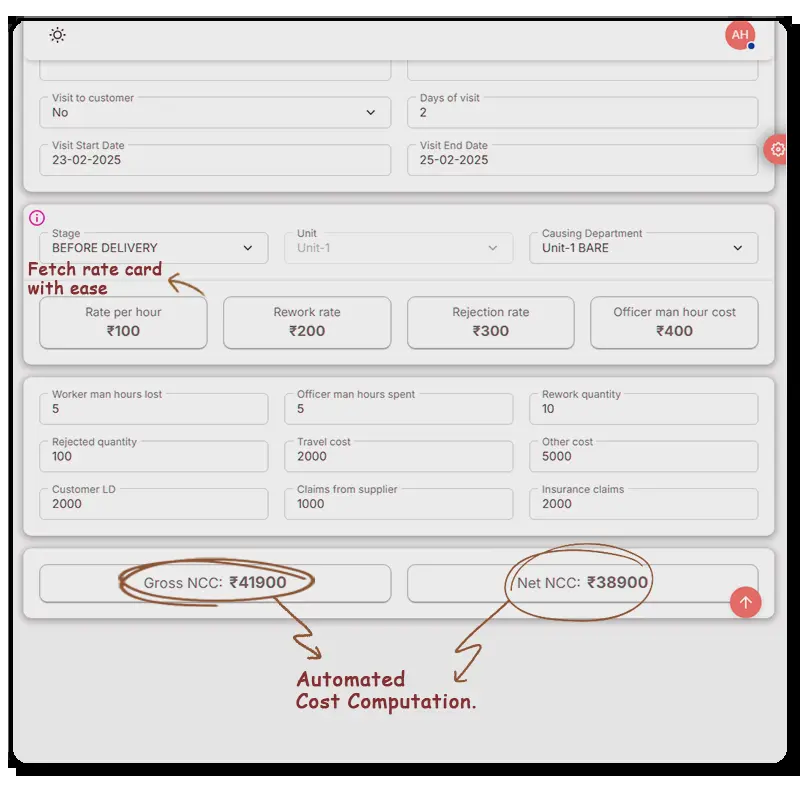 AH
Visit to customer
No
Days of visit
2
Visit Start Date
23-02-2025
Visit End Date
25-02-2025
Stage
BEFORE DELIVERY
Unit
Unit-1
Causing Department
Unit-1 BARE
Fetch rate card
with ease
Rate per hour
₹100
Rework rate
₹200
Rejection rate
₹300
Officer man hour cost
₹400
Worker man hours lost
5
Officer man hours spent
5
Rework quantity
10
Rejected quantity
100
Travel cost
2000
Other cost
5000
Customer LD
2000
Claims from supplier
1000
Insurance claims
2000
Gross NCC: ₹41900
Net NCC: ₹38900
Automated
Cost Computation.